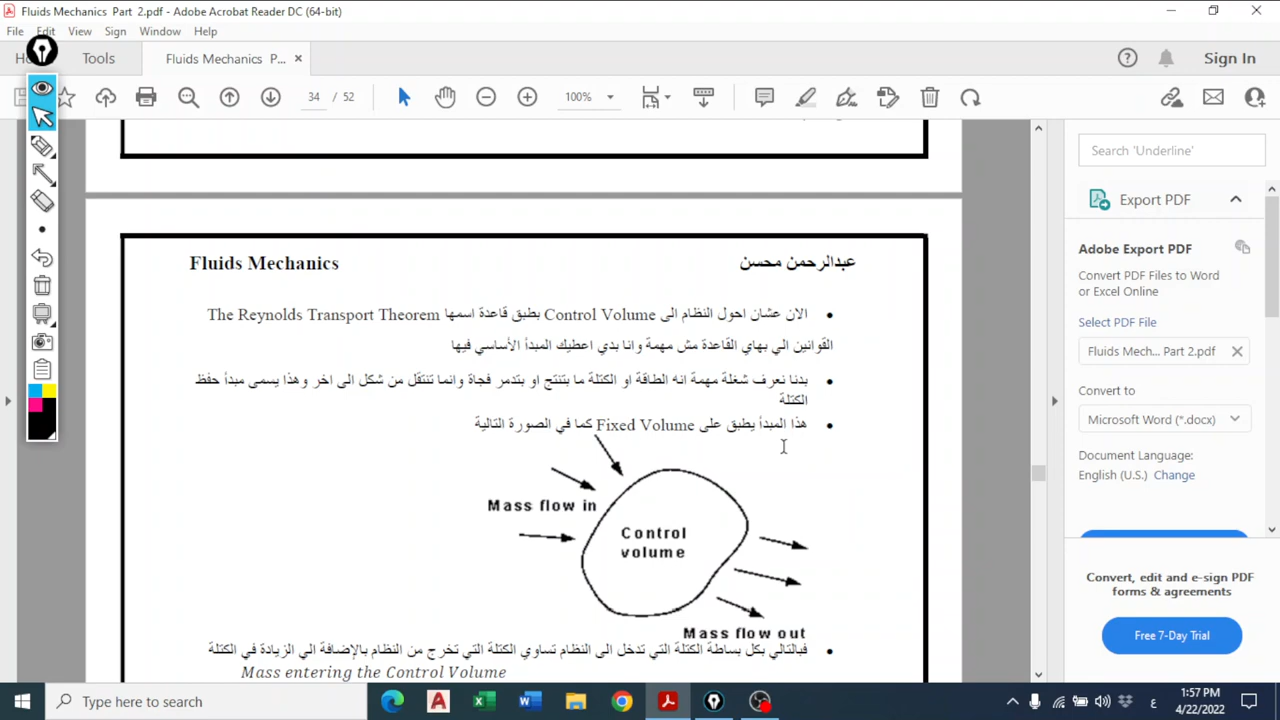 Fluids Mechanics Part 2.pdf - Adobe Acrobat Reader DC (64-bit)
File Edit View Sign Window Help
Tools
Fluids Mechanics P...
Sign In
34 / 52
100%
Search 'Underline'
Export PDF
Adobe Export PDF
Convert PDF Files to Word
or Excel Online
Select PDF File
Fluids Mech... Part 2.pdf
Convert to
Microsoft Word (*.docx)
Document Language:
English (U.S.) Change
Convert, edit and e-sign PDF
forms & agreements
Free 7-Day Trial
Fluids Mechanics
عبدالرحمن محسن
الان عشان احول النظام الى Control Volume بطبق قاعدة اسمها The Reynolds Transport Theorem
القوانين الي بهاي القاعدة مش مهمة وانا بدي اعطيك المبدأ الأساسي فيها
بدنا نعرف شغلة مهمة انه الطاقة او الكتلة ما بتنتج او بتدمر فجاة وانما تنتقل من شكل الى اخر وهذا يسمى مبدأ حفظ
الكتلة
هذا المبدأ يطبق على Fixed Volume كما في الصورة التالية
Mass flow in
Control
volume
Mass flow out
فبالتالي بكل بساطة الكتلة التي تدخل الى النظام تساوي الكتلة التي تخرج من النظام بالإضافة الي الزيادة في الكتلة
Mass entering the Control Volume
Type here to search
ع
1:57 PM
4/22/2022